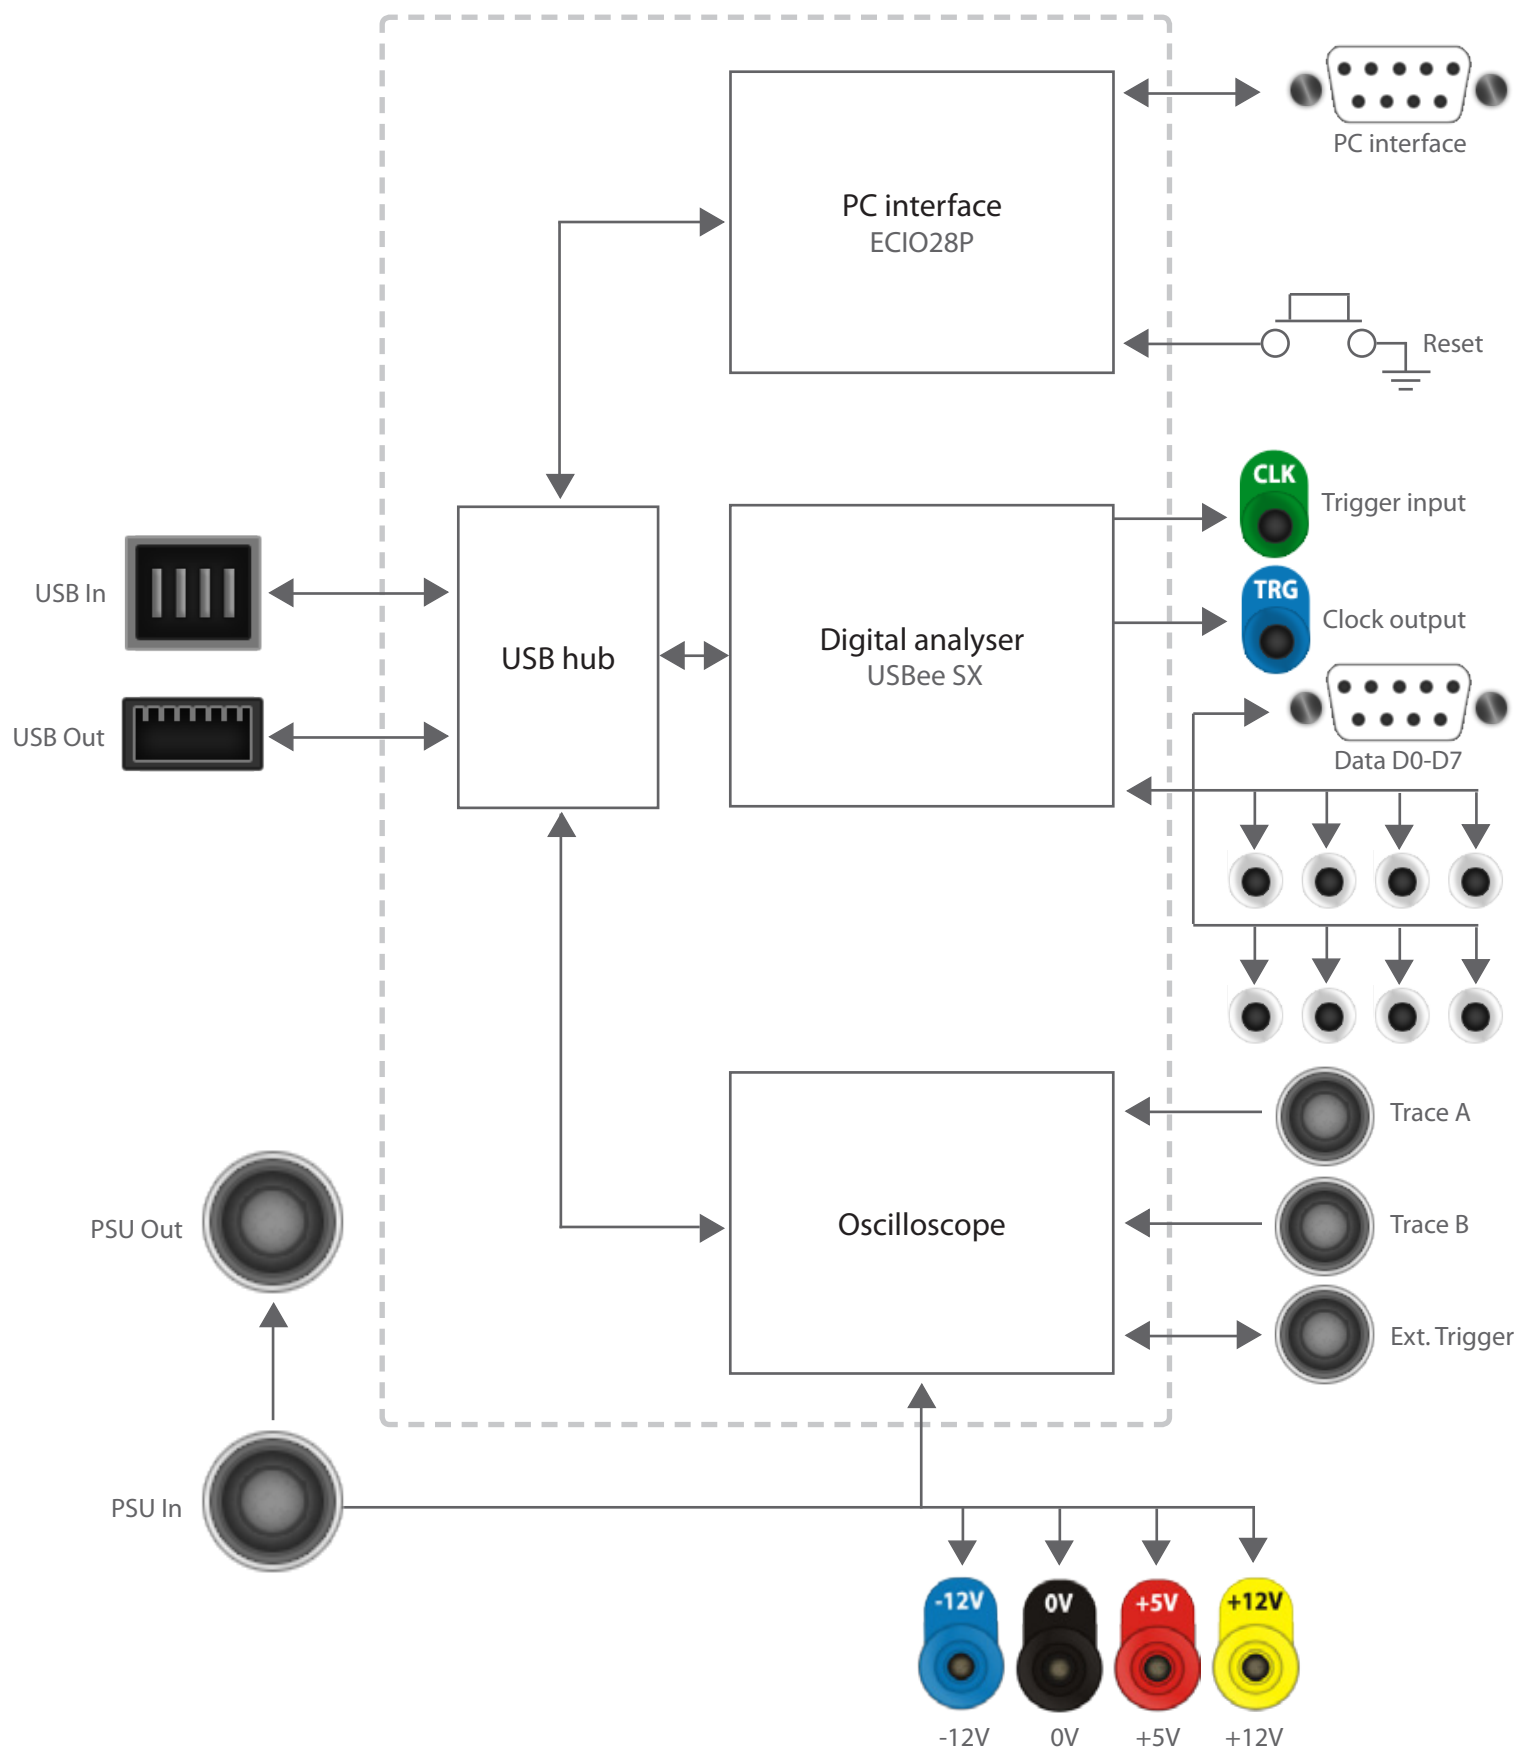 PC interface
PC interface
ECIO28P
Reset
CLK
Trigger input
USB In
TRG
Clock output
Digital analyser
USBee SX
USB hub
USB Out
Data D0-D7
Trace A
PSU Out
Oscilloscope
Trace B
Ext. Trigger
PSU In
-12V
0V
+5V
+12V
-12V
0V
+5V
+12V